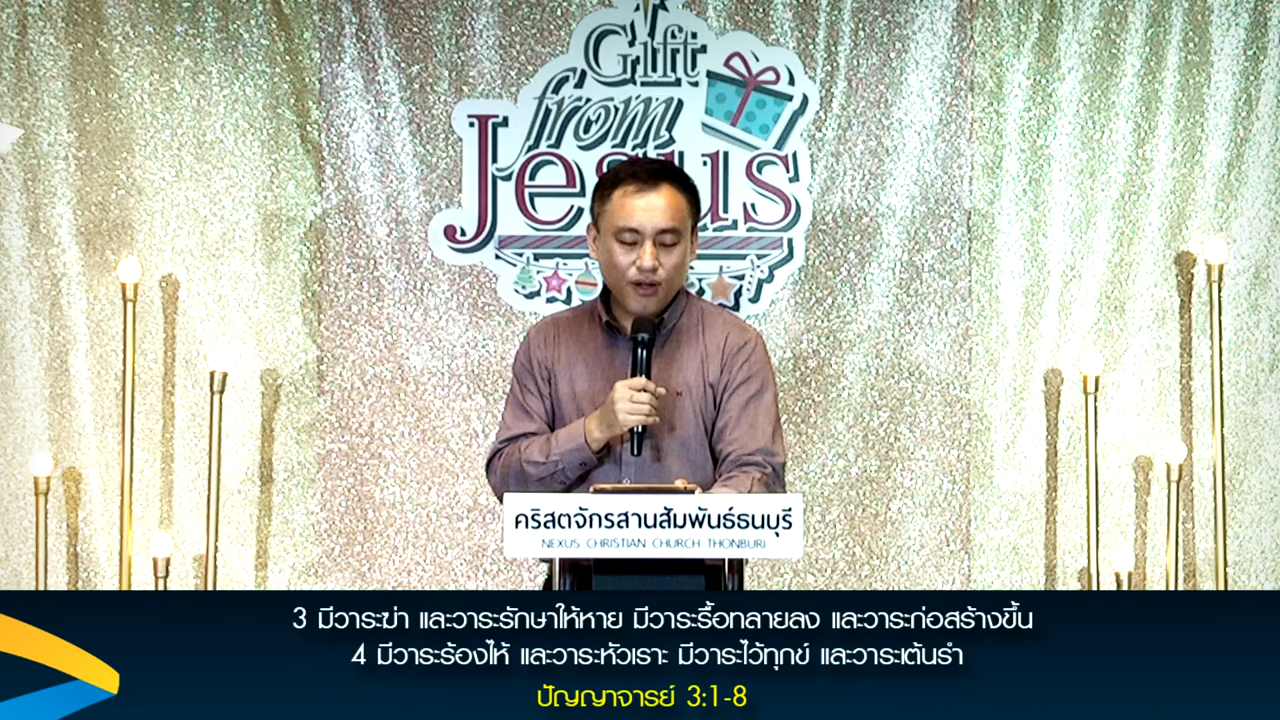 Gift
from
Jesus
คริสตจักรสานสัมพันธ์ธนบุรี
NEXUS CHRISTIAN CHURCH THONBURI
3 มีวาระฆ่า และวาระรักษาให้หาย มีวาระรื้อทลายลง และวาระก่อสร้างขึ้น
4 มีวาระร้องไห้ และวาระหัวเราะ มีวาระไว้ทุกข์ และวาระเต้นรำ
ปัญญาจารย์ 3:1-8